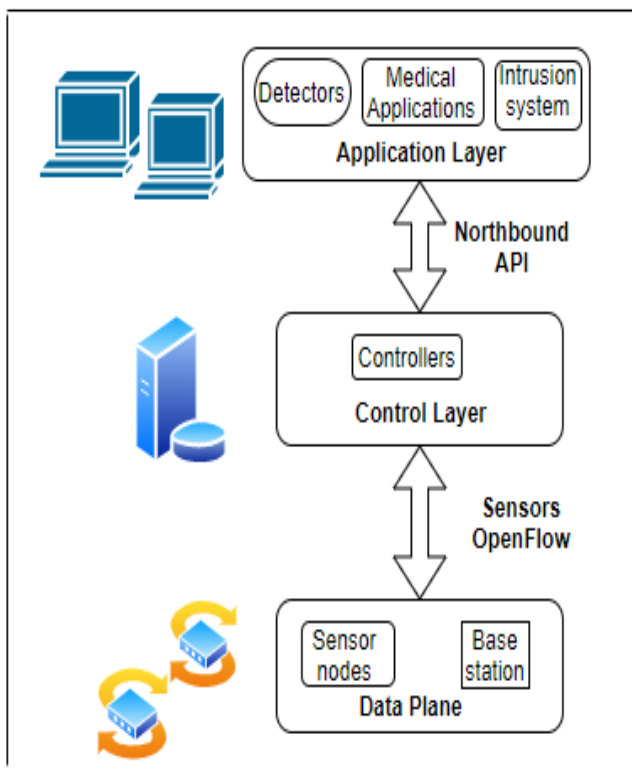 Detectors
Medical
Applications
Intrusion
system
Application Layer
Northbound
API
Controllers
Control Layer
Sensors
OpenFlow
Sensor
nodes
Base
station
Data Plane